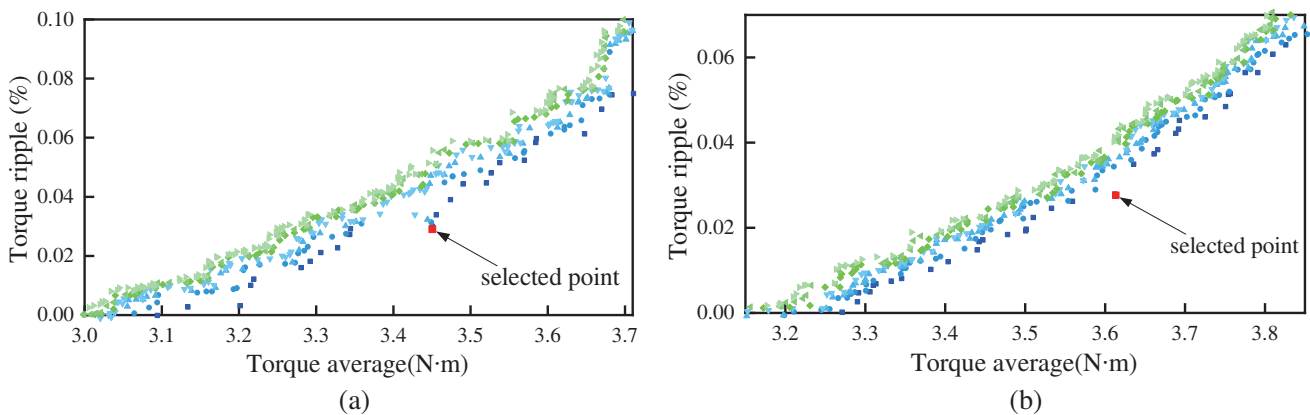 Torque ripple (%)
0.10
0.08
0.06
0.04
0.02
0.00
3.0 3.1 3.2 3.3 3.4 3.5 3.6 3.7
Torque average(N·m)
selected point
(a)
Torque ripple (%)
0.06
0.04
0.02
0
3.2 3.3 3.4 3.5 3.6 3.7 3.8
Torque average(N·m)
selected point
(b)